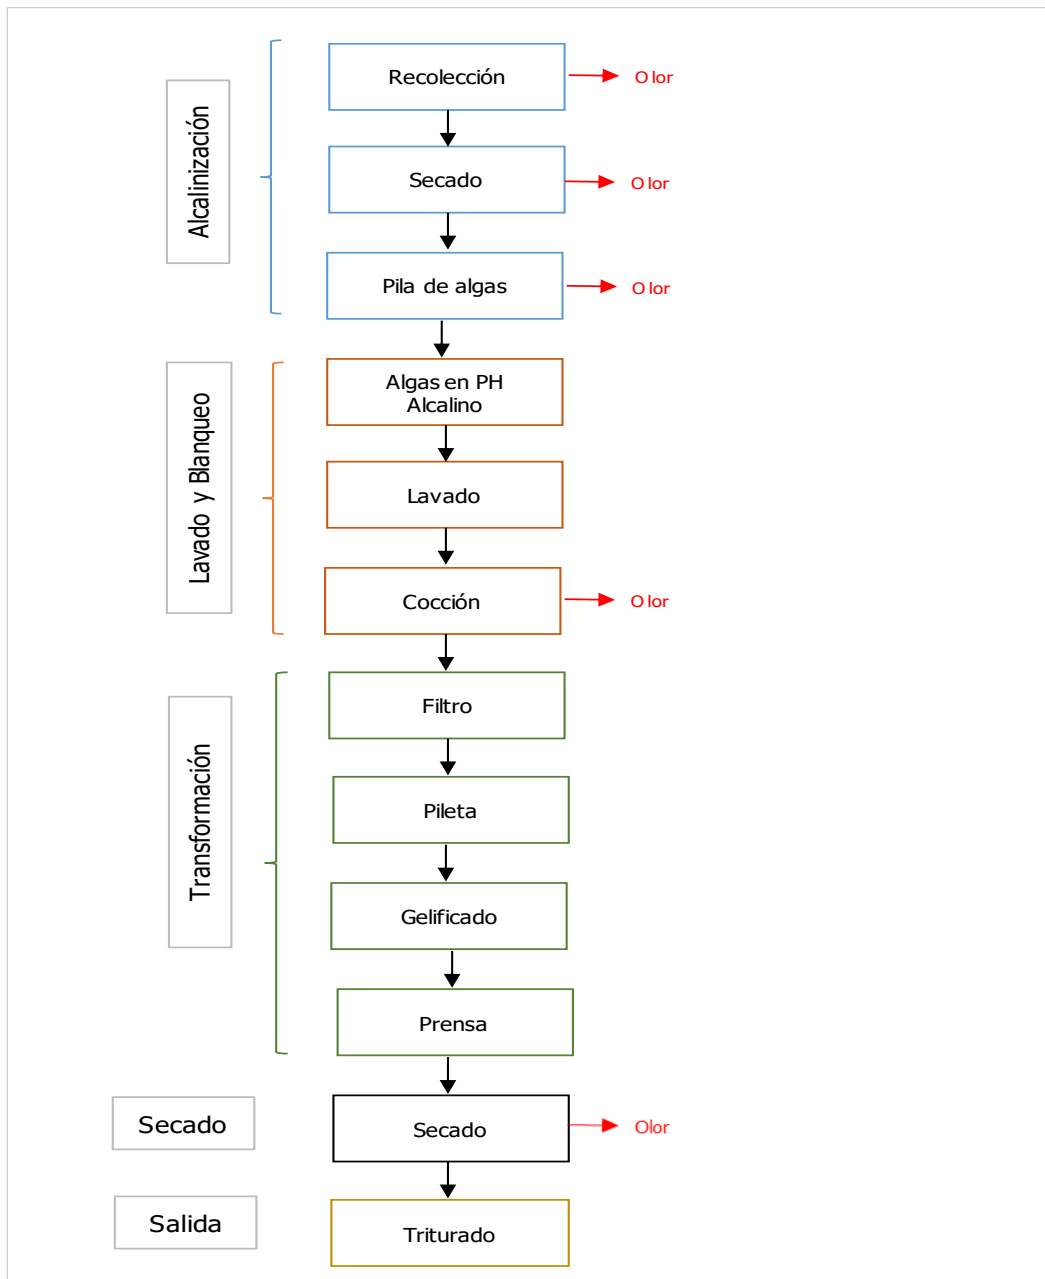 Alcalinización
Recolección
Olor
Secado
Olor
Pila de algas
Olor
Lavado y Blanqueo
Algas en PH
Alcalino
Lavado
Cocción
Olor
Transformación
Filtro
Pileta
Gelificado
Prensa
Secado
Secado
Olor
Salida
Triturado